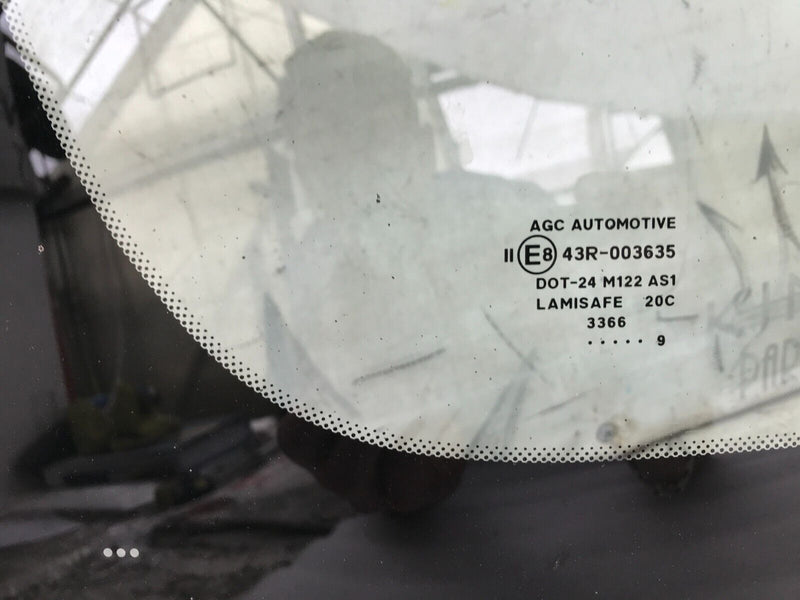 AGC AUTOMOTIVE
II E8 43R-003635
DOT-24 M122 AS1
LAMISAFE 20C
3366
..... 9